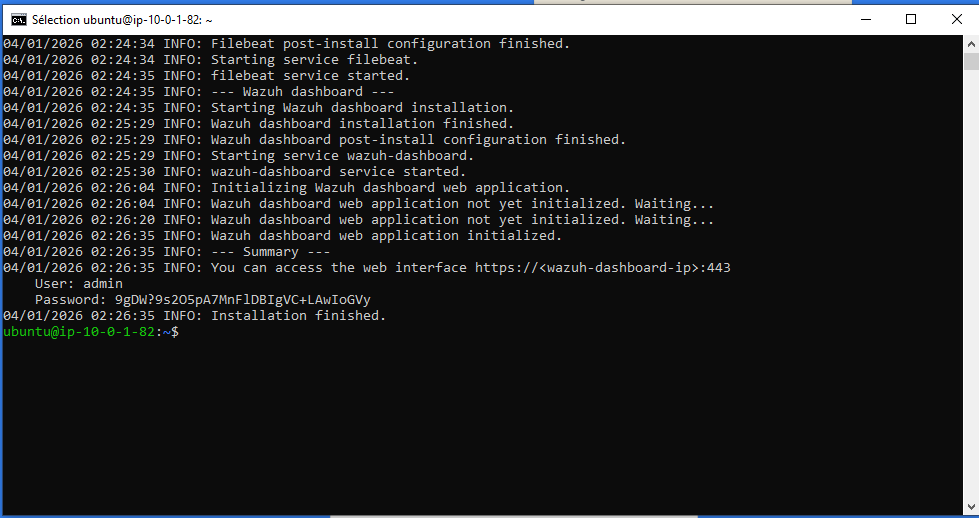 Sélection ubuntu@ip-10-0-1-82: ~
04/01/2026 02:24:34 INFO: Filebeat post-install configuration finished.
04/01/2026 02:24:34 INFO: Starting service filebeat.
04/01/2026 02:24:35 INFO: filebeat service started.
04/01/2026 02:24:35 INFO: --- Wazuh dashboard ---
04/01/2026 02:24:35 INFO: Starting Wazuh dashboard installation.
04/01/2026 02:25:29 INFO: Wazuh dashboard installation finished.
04/01/2026 02:25:29 INFO: Wazuh dashboard post-install configuration finished.
04/01/2026 02:25:29 INFO: Starting service wazuh-dashboard.
04/01/2026 02:25:30 INFO: wazuh-dashboard service started.
04/01/2026 02:26:04 INFO: Initializing Wazuh dashboard web application.
04/01/2026 02:26:04 INFO: Wazuh dashboard web application not yet initialized. Waiting...
04/01/2026 02:26:20 INFO: Wazuh dashboard web application not yet initialized. Waiting...
04/01/2026 02:26:35 INFO: Wazuh dashboard web application initialized.
04/01/2026 02:26:35 INFO: --- Summary ---
04/01/2026 02:26:35 INFO: You can access the web interface https://<wazuh-dashboard-ip>:443
    User: admin
    Password: 9gDW?9s2O5pA7MnFlDBIgVC+LAwIoGVy
04/01/2026 02:26:35 INFO: Installation finished.
ubuntu@ip-10-0-1-82:~$